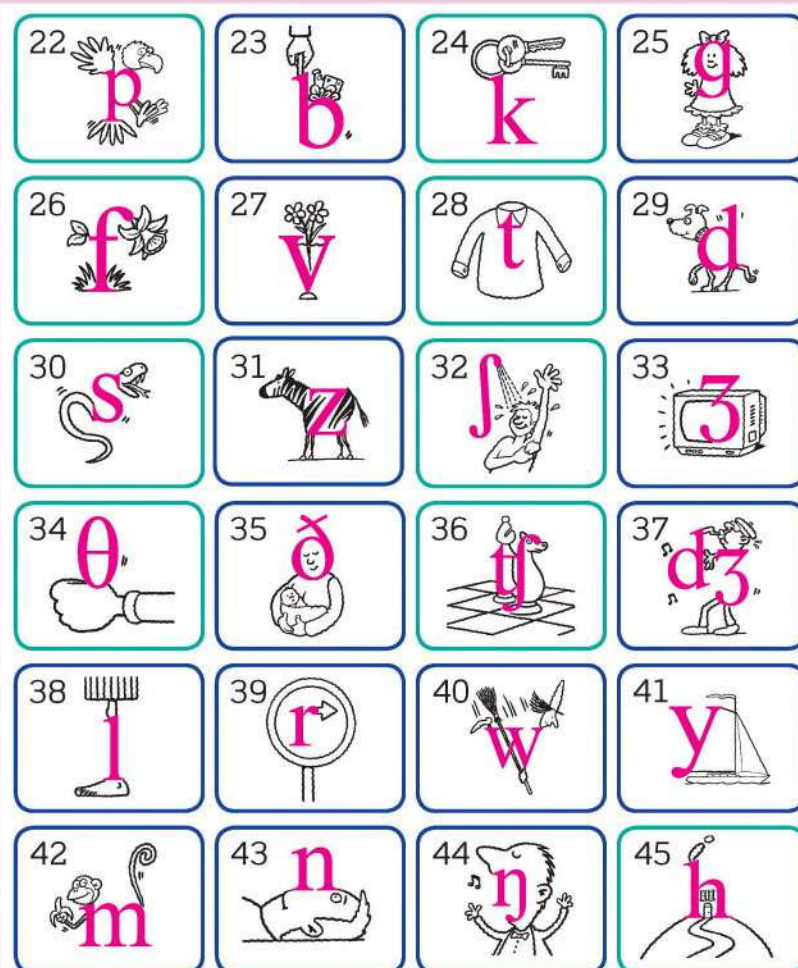 22 p 23 b 24 k 25 g
26 f 27 v 28 t 29 d
30 s 31 z 32 ʃ 33 ʒ
34 θ 35 ð 36 tʃ 37 dʒ
38 l 39 r 40 w 41 y
42 m 43 n 44 ŋ 45 h